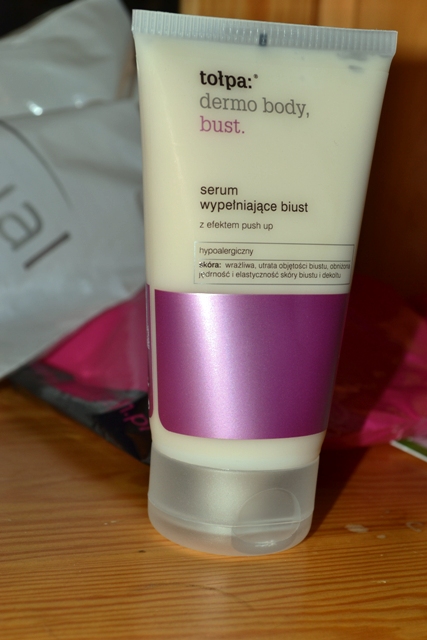 tołpa:*
dermo body,
bust.
serum
wypełniające biust
z efektem push up
hypoalergiczny
skóra: wrażliwa, utrata objętości biustu, obniżona
jędrność i elastyczność skóry biustu i dekoltu